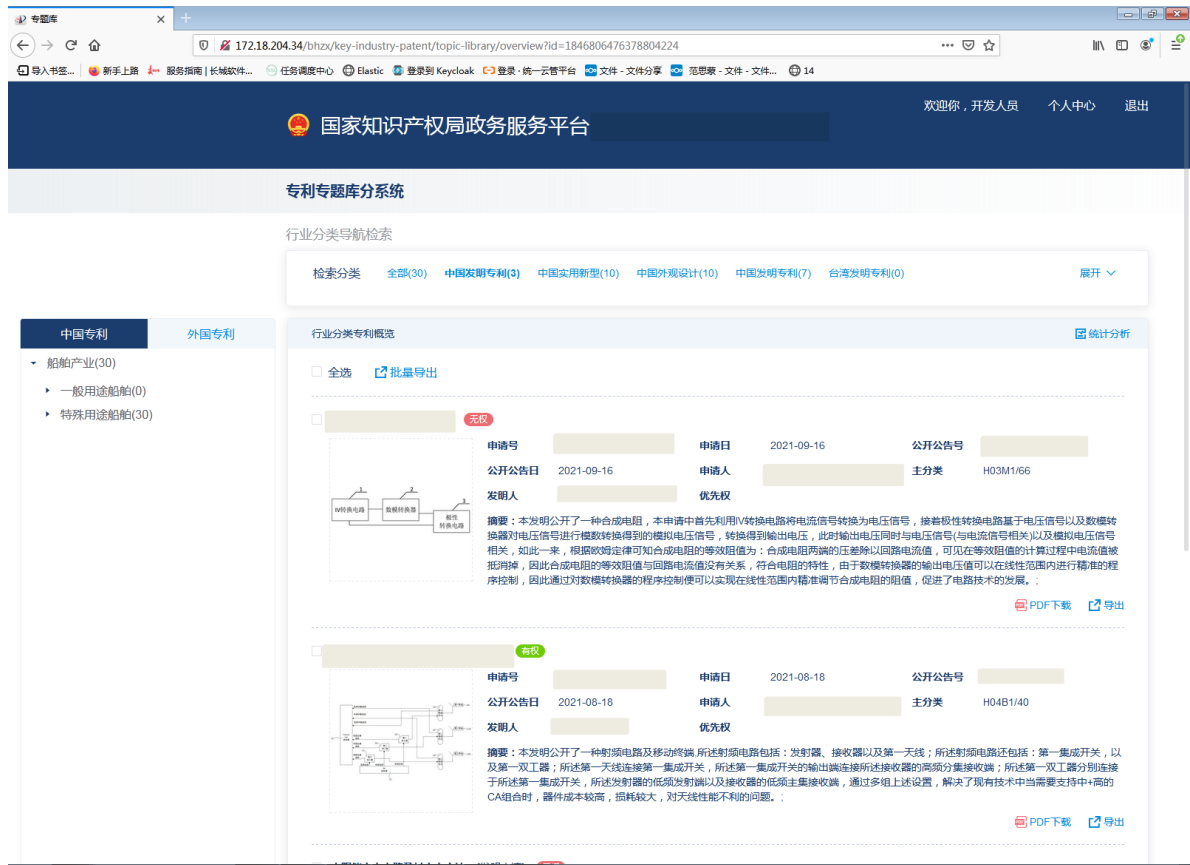 专题库
172.18.204.34/bhzx/key-industry-patent/topic-library/overview?id=1846806476378804224
导入书签... 新手上路 服务指南 | 长城软件... 任务调度中心 Elastic 登录到 Keycloak 登录·统一云管平台 文件 - 文件分享 范思蔽 - 文件 - 文件... 14
欢迎你，开发人员 个人中心 退出
国家知识产权局政务服务平台
专利专题库分系统
行业分类导航检索
检索分类 全部(30) 中国发明专利(3) 中国实用新型(10) 中国外观设计(10) 中国发明专利(7) 台湾发明专利(0) 展开
中国专利 外国专利 行业分类专利概览 统计分析
船舶产业(30)
一般用途船舶(0)
特殊用途船舶(30)
全选 批量导出
无权
申请号 申请日 2021-09-16 公开公告号
公开公告日 2021-09-16 申请人 主分类 H03M1/66
发明人 优先权
1 2 3
IV转换电路 数模转换器 极性转换电路
摘要：本发明公开了一种合成电阻，本申请中首先利用IV转换电路将电流信号转换为电压信号，接着极性转换电路基于电压信号以及数模转
换器对电压信号进行模数转换得到的模拟电压信号，转换得到输出电压，此时输出电压同时与电压信号(与电流信号相关)以及模拟电压信号
相关，如此一来，根据欧姆定律可知合成电阻的等效阻值为：合成电阻两端的压差除以回路电流值，可见在等效阻值的计算过程中电流值被
抵消掉，因此合成电阻的等效阻值与回路电流值没有关系，符合电阻的特性，由于数模转换器的输出电压值可以在线性范围内进行精准的程
序控制，因此通过对数模转换器的程序控制便可以实现在线性范围内精准调节合成电阻的阻值，促进了电路技术的发展。;
PDF下载 导出
有权
申请号 申请日 2021-08-18 公开公告号
公开公告日 2021-08-18 申请人 主分类 H04B1/40
发明人 优先权
摘要：本发明公开了一种射频电路及移动终端,所述射频电路包括：发射器、接收器以及第一天线；所述射频电路还包括：第一集成开关，以
及第一双工器；所述第一天线连接第一集成开关，所述第一集成开关的输出端连接所述接收器的高频分集接收端；所述第一双工器分别连接
于所述第一集成开关，所述发射器的低频发射端以及接收器的低频主集接收端，通过多组上述设置，解决了现有技术中当需要支持中+高的
CA组合时，器件成本较高，损耗较大，对天线性能不利的问题。;
PDF下载 导出